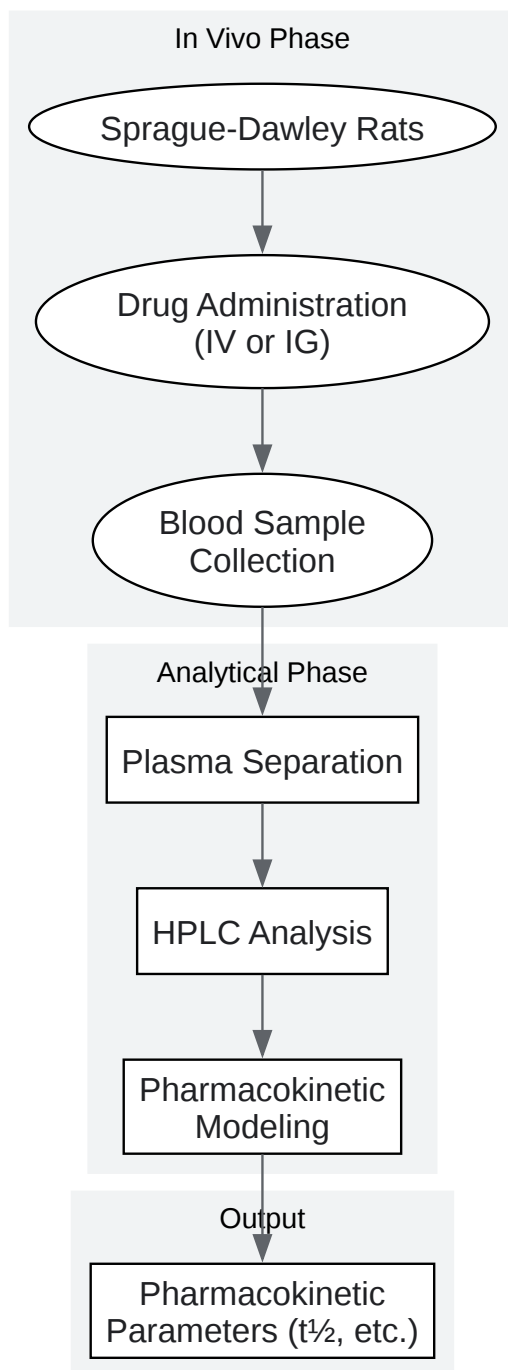 In Vivo Phase
Sprague-Dawley Rats
Drug Administration
(IV or IG)
Blood Sample
Collection
Analytical Phase
Plasma Separation
HPLC Analysis
Pharmacokinetic
Modeling
Output
Pharmacokinetic
Parameters (t½, etc.)